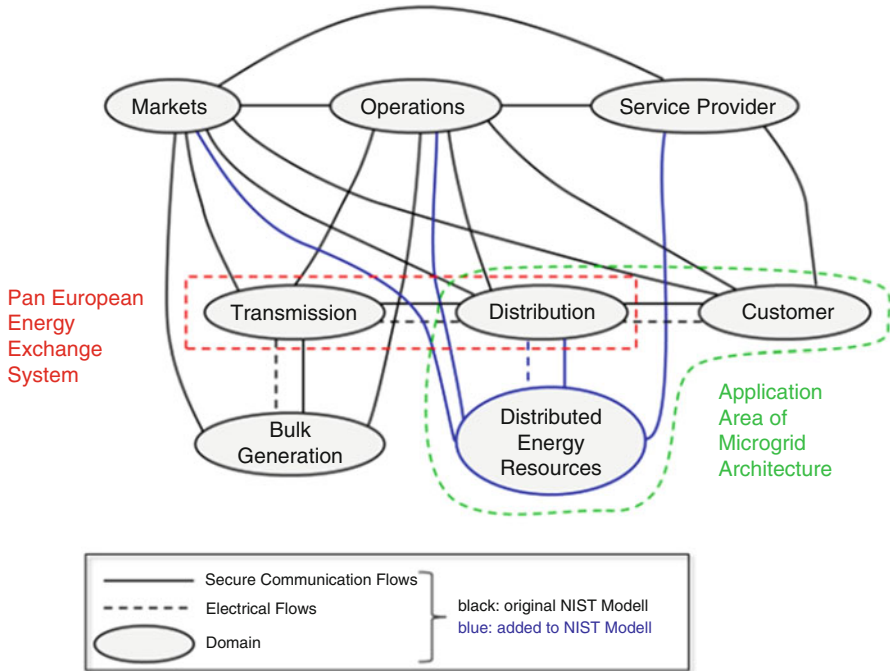 Markets
Operations
Service Provider
Pan European
Energy
Exchange
System
Transmission
Distribution
Customer
Bulk
Generation
Distributed
Energy
Resources
Application
Area of
Microgrid
Architecture
Secure Communication Flows
Electrical Flows
Domain
black: original NIST Modell
blue: added to NIST Modell